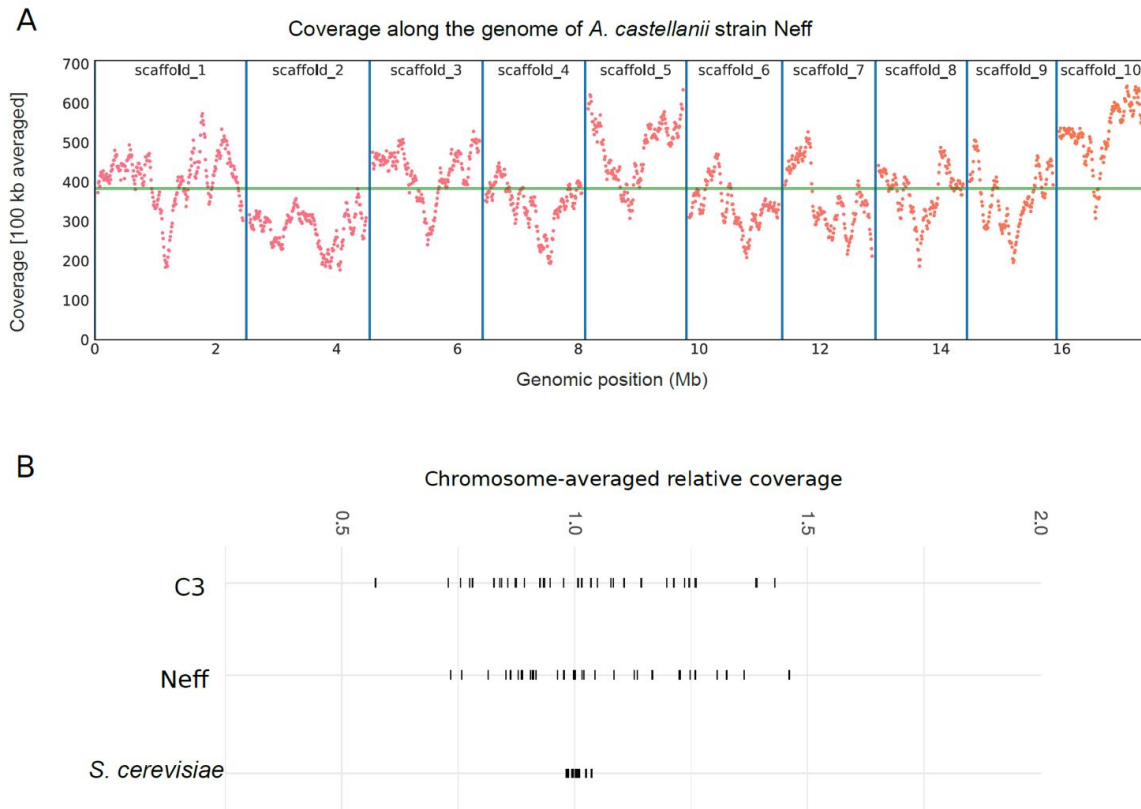 A
Coverage along the genome of A. castellanii strain Neff
scaffold_1 scaffold_2 scaffold_3 scaffold_4 scaffold_5 scaffold_6 scaffold_7 scaffold_8 scaffold_9 scaffold_10
Coverage [100 kb averaged]
700
600
500
400
300
200
100
0
0 2 4 6 8 10 12 14 16
Genomic position (Mb)
B
Chromosome-averaged relative coverage
0.5 1.0 1.5 2.0
C3
Neff
S. cerevisiae